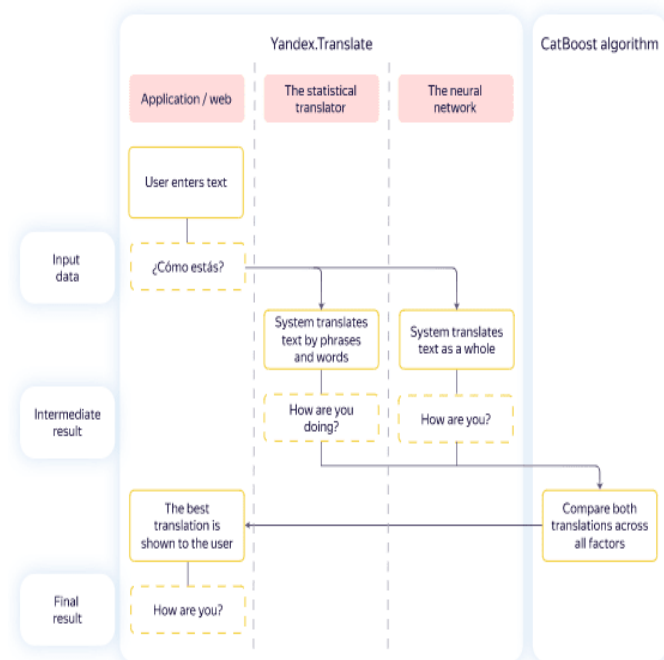 Yandex.Translate
CatBoost algorithm
Application / web
The statistical
translator
The neural
network
User enters text
Input
data
¿Cómo estás?
System translates
text by phrases
and words
System translates
text as a whole
Intermediate
result
How are you
doing?
How are you?
The best
translation is
shown to the user
Compare both
translations across
all factors
Final
result
How are you?